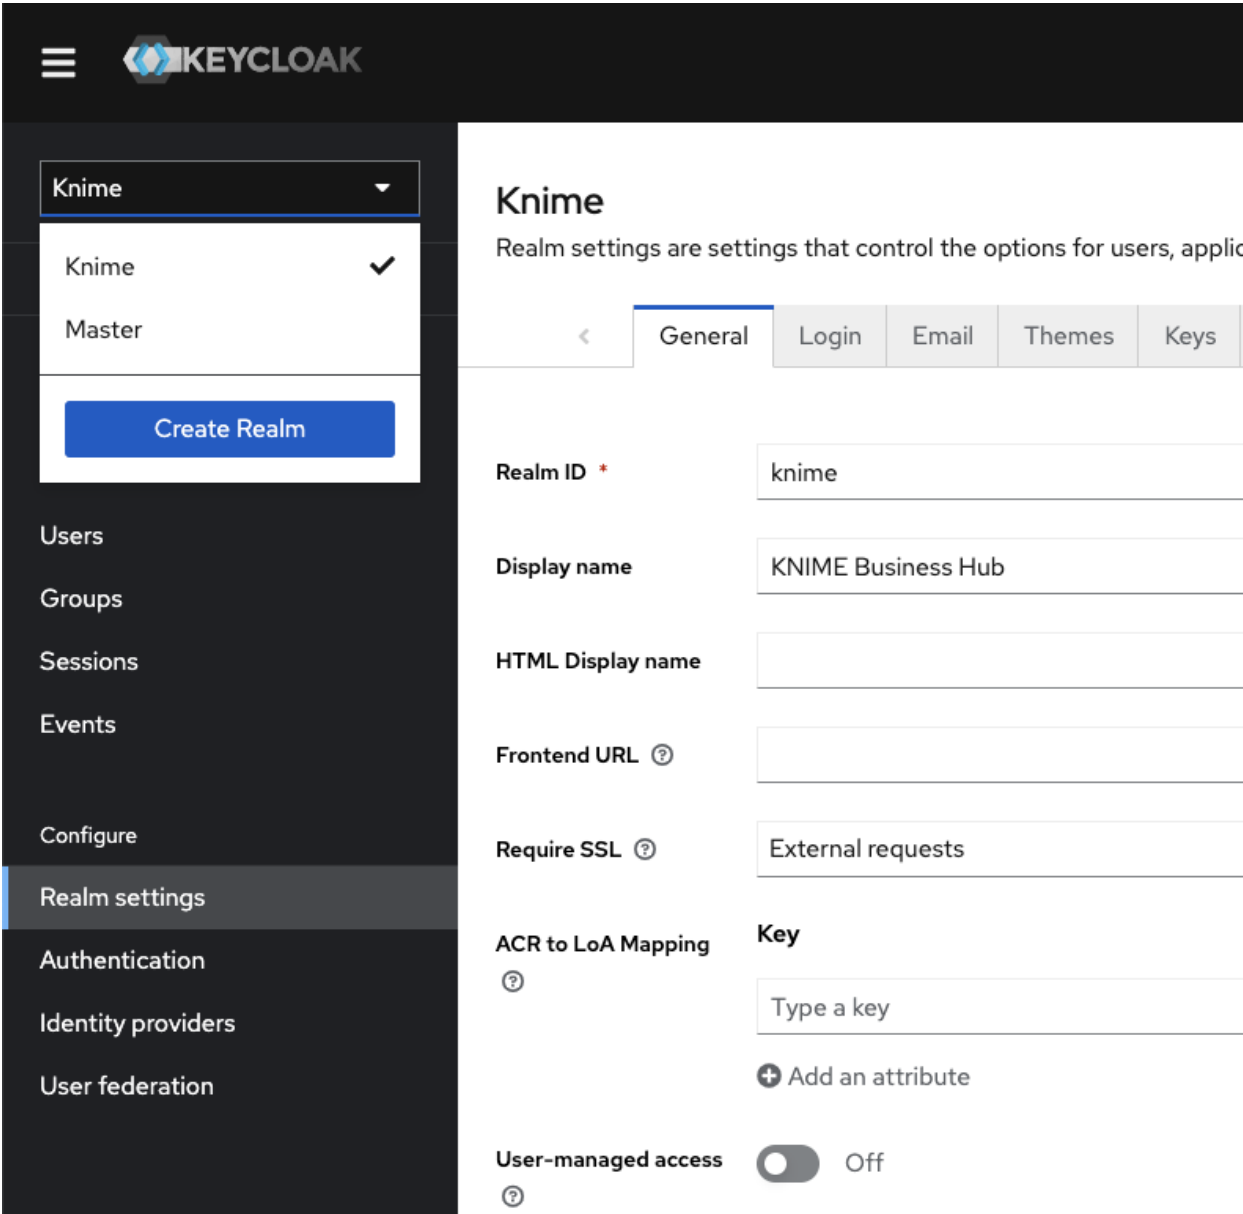 KEYCLOAK
Knime
Knime
Master
Create Realm
Users
Groups
Sessions
Events
Configure
Realm settings
Authentication
Identity providers
User federation
Knime
Realm settings are settings that control the options for users, applic
General Login Email Themes Keys
Realm ID *
knime
Display name
KNIME Business Hub
HTML Display name
Frontend URL
Require SSL
External requests
ACR to LoA Mapping
Key
Type a key
Add an attribute
User-managed access
Off